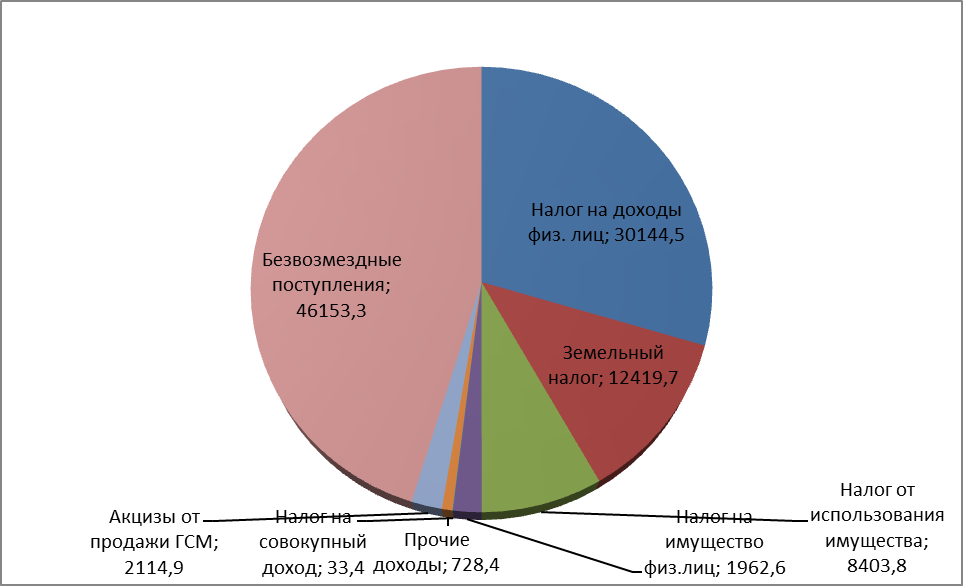 Налог на доходы
физ. лиц; 30144,5
Безвозмездные
поступления;
46153,3
Земельный
налог; 12419,7
Акцизы от
продажи ГСМ;
2114,9
Налог на
совокупный
доход; 33,4
Прочие
доходы; 728,4
Налог на
имущество
физ.лиц; 1962,6
Налог от
использования
имущества;
8403,8